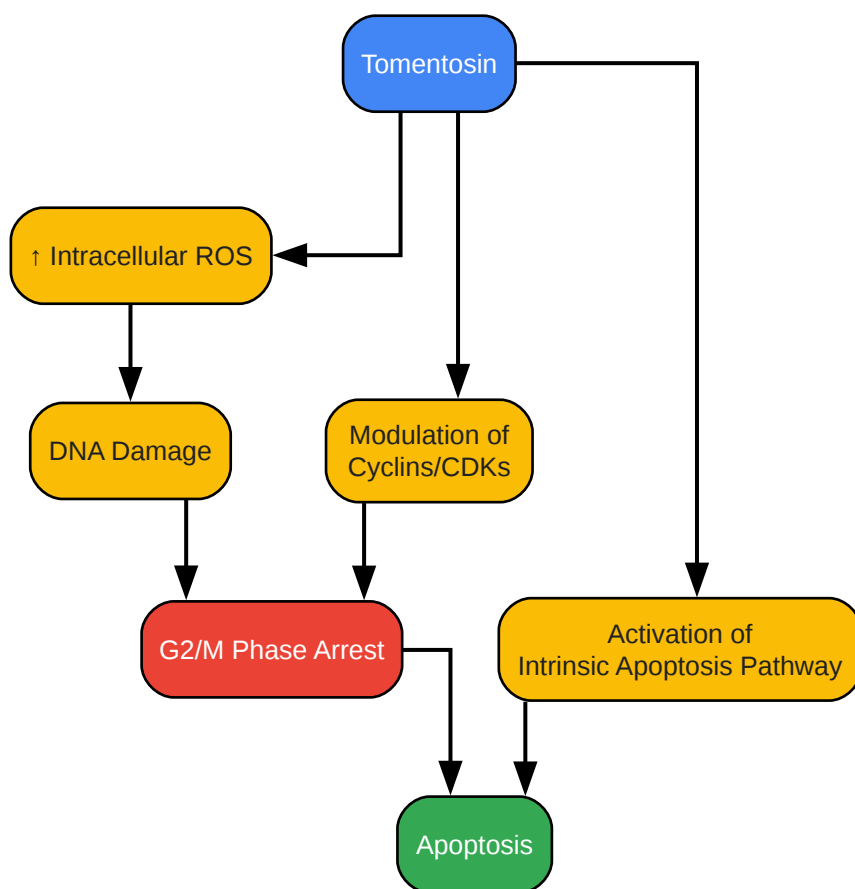 Tomentosin
↑ Intracellular ROS
DNA Damage
Modulation of
Cyclins/CDKs
G2/M Phase Arrest
Activation of
Intrinsic Apoptosis Pathway
Apoptosis